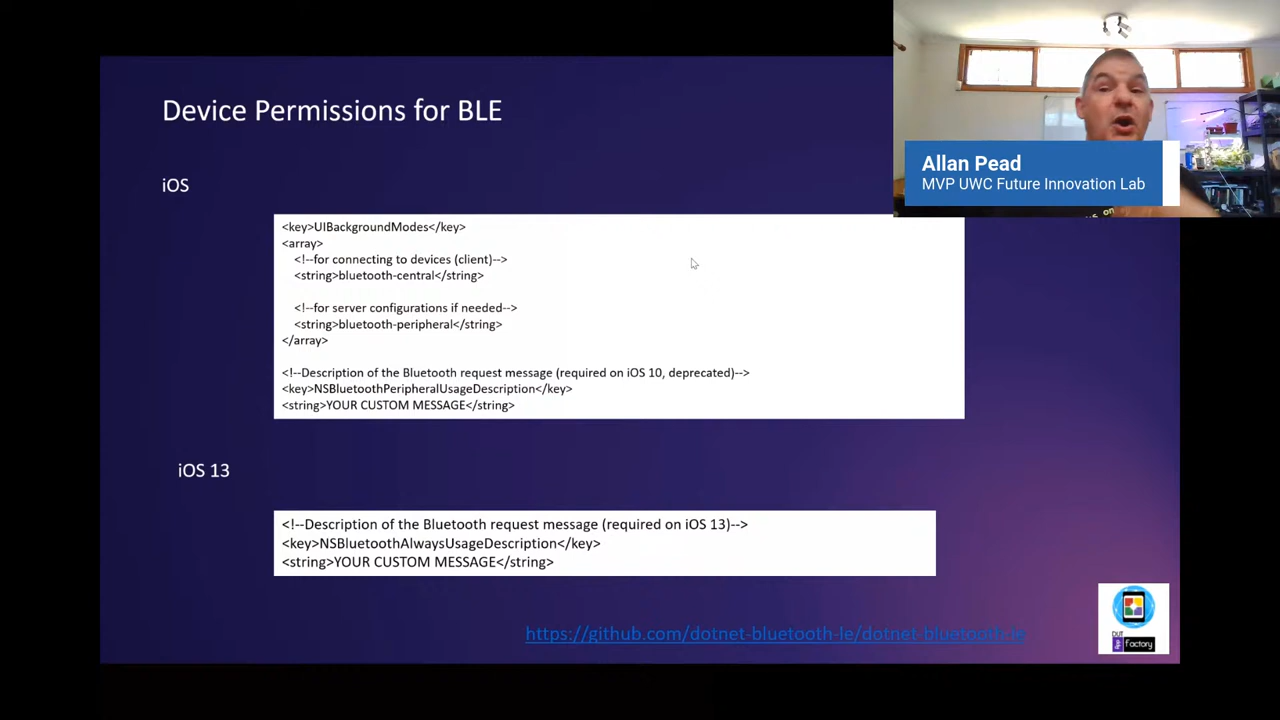 Device Permissions for BLE
Allan Pead
MVP UWC Future Innovation Lab
iOS
<key>UIBackgroundModes</key>
<array>
<!--for connecting to devices (client)-->
<string>bluetooth-central</string>
<!--for server configurations if needed-->
<string>bluetooth-peripheral</string>
</array>
<!--Description of the Bluetooth request message (required on iOS 10, deprecated)-->
<key>NSBluetoothPeripheralUsageDescription</key>
<string>YOUR CUSTOM MESSAGE</string>
iOS 13
<!--Description of the Bluetooth request message (required on iOS 13)-->
<key>NSBluetoothAlwaysUsageDescription</key>
<string>YOUR CUSTOM MESSAGE</string>
https://github.com/dotnet-bluetooth-le/dotnet-bluetooth-le
DUT
App Factory